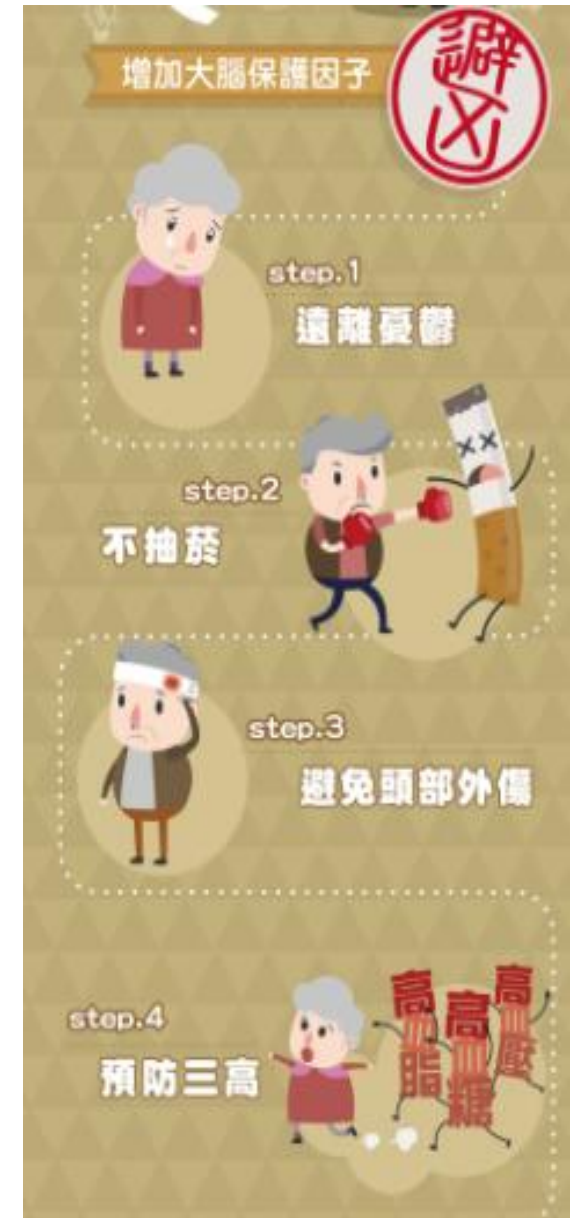 增加大腦保護因子
避凶
step.1
遠離憂鬱
step.2
不抽菸
step.3
避免頭部外傷
step.4
預防三高
高血脂
高血糖
高血壓